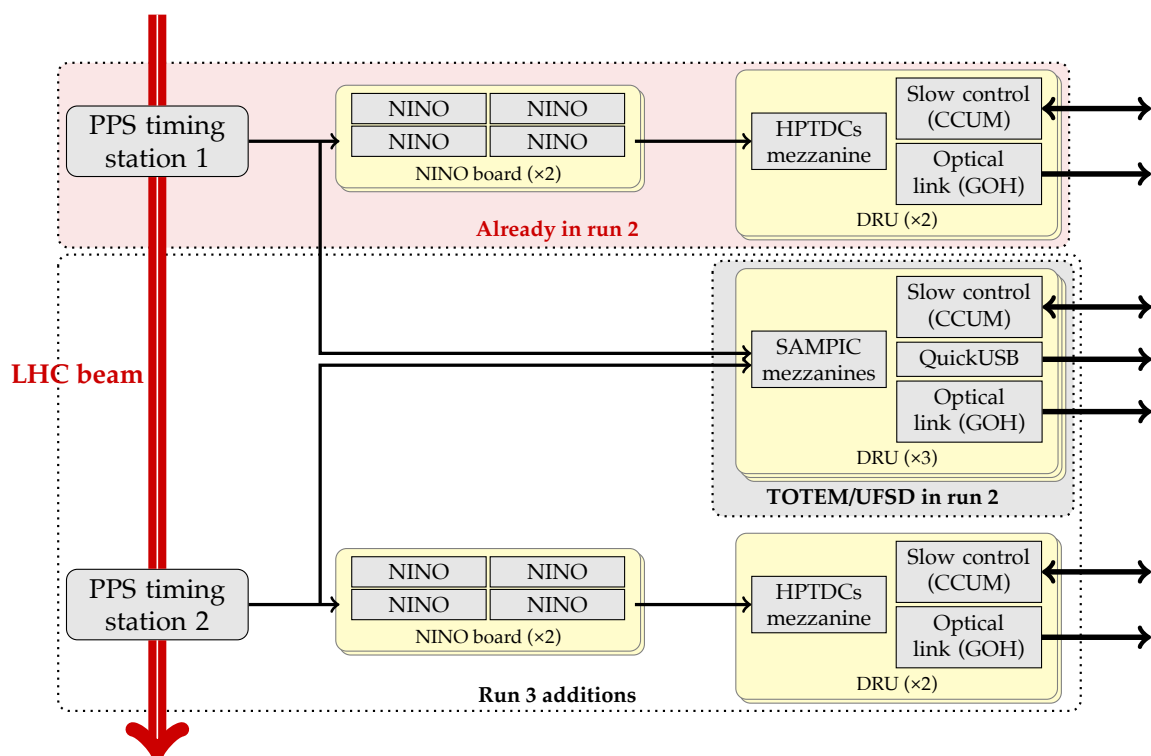 PPS timing
station 1
NINO
NINO
NINO
NINO
NINO board (×2)
HPTDCs
mezzanine
Slow control
(CCUM)
Optical
link (GOH)
DRU (×2)
Already in run 2
LHC beam
SAMPIC
mezzanines
Slow control
(CCUM)
QuickUSB
Optical
link (GOH)
DRU (×3)
TOTEM/UFSD in run 2
PPS timing
station 2
NINO
NINO
NINO
NINO
NINO board (×2)
HPTDCs
mezzanine
Slow control
(CCUM)
Optical
link (GOH)
DRU (×2)
Run 3 additions